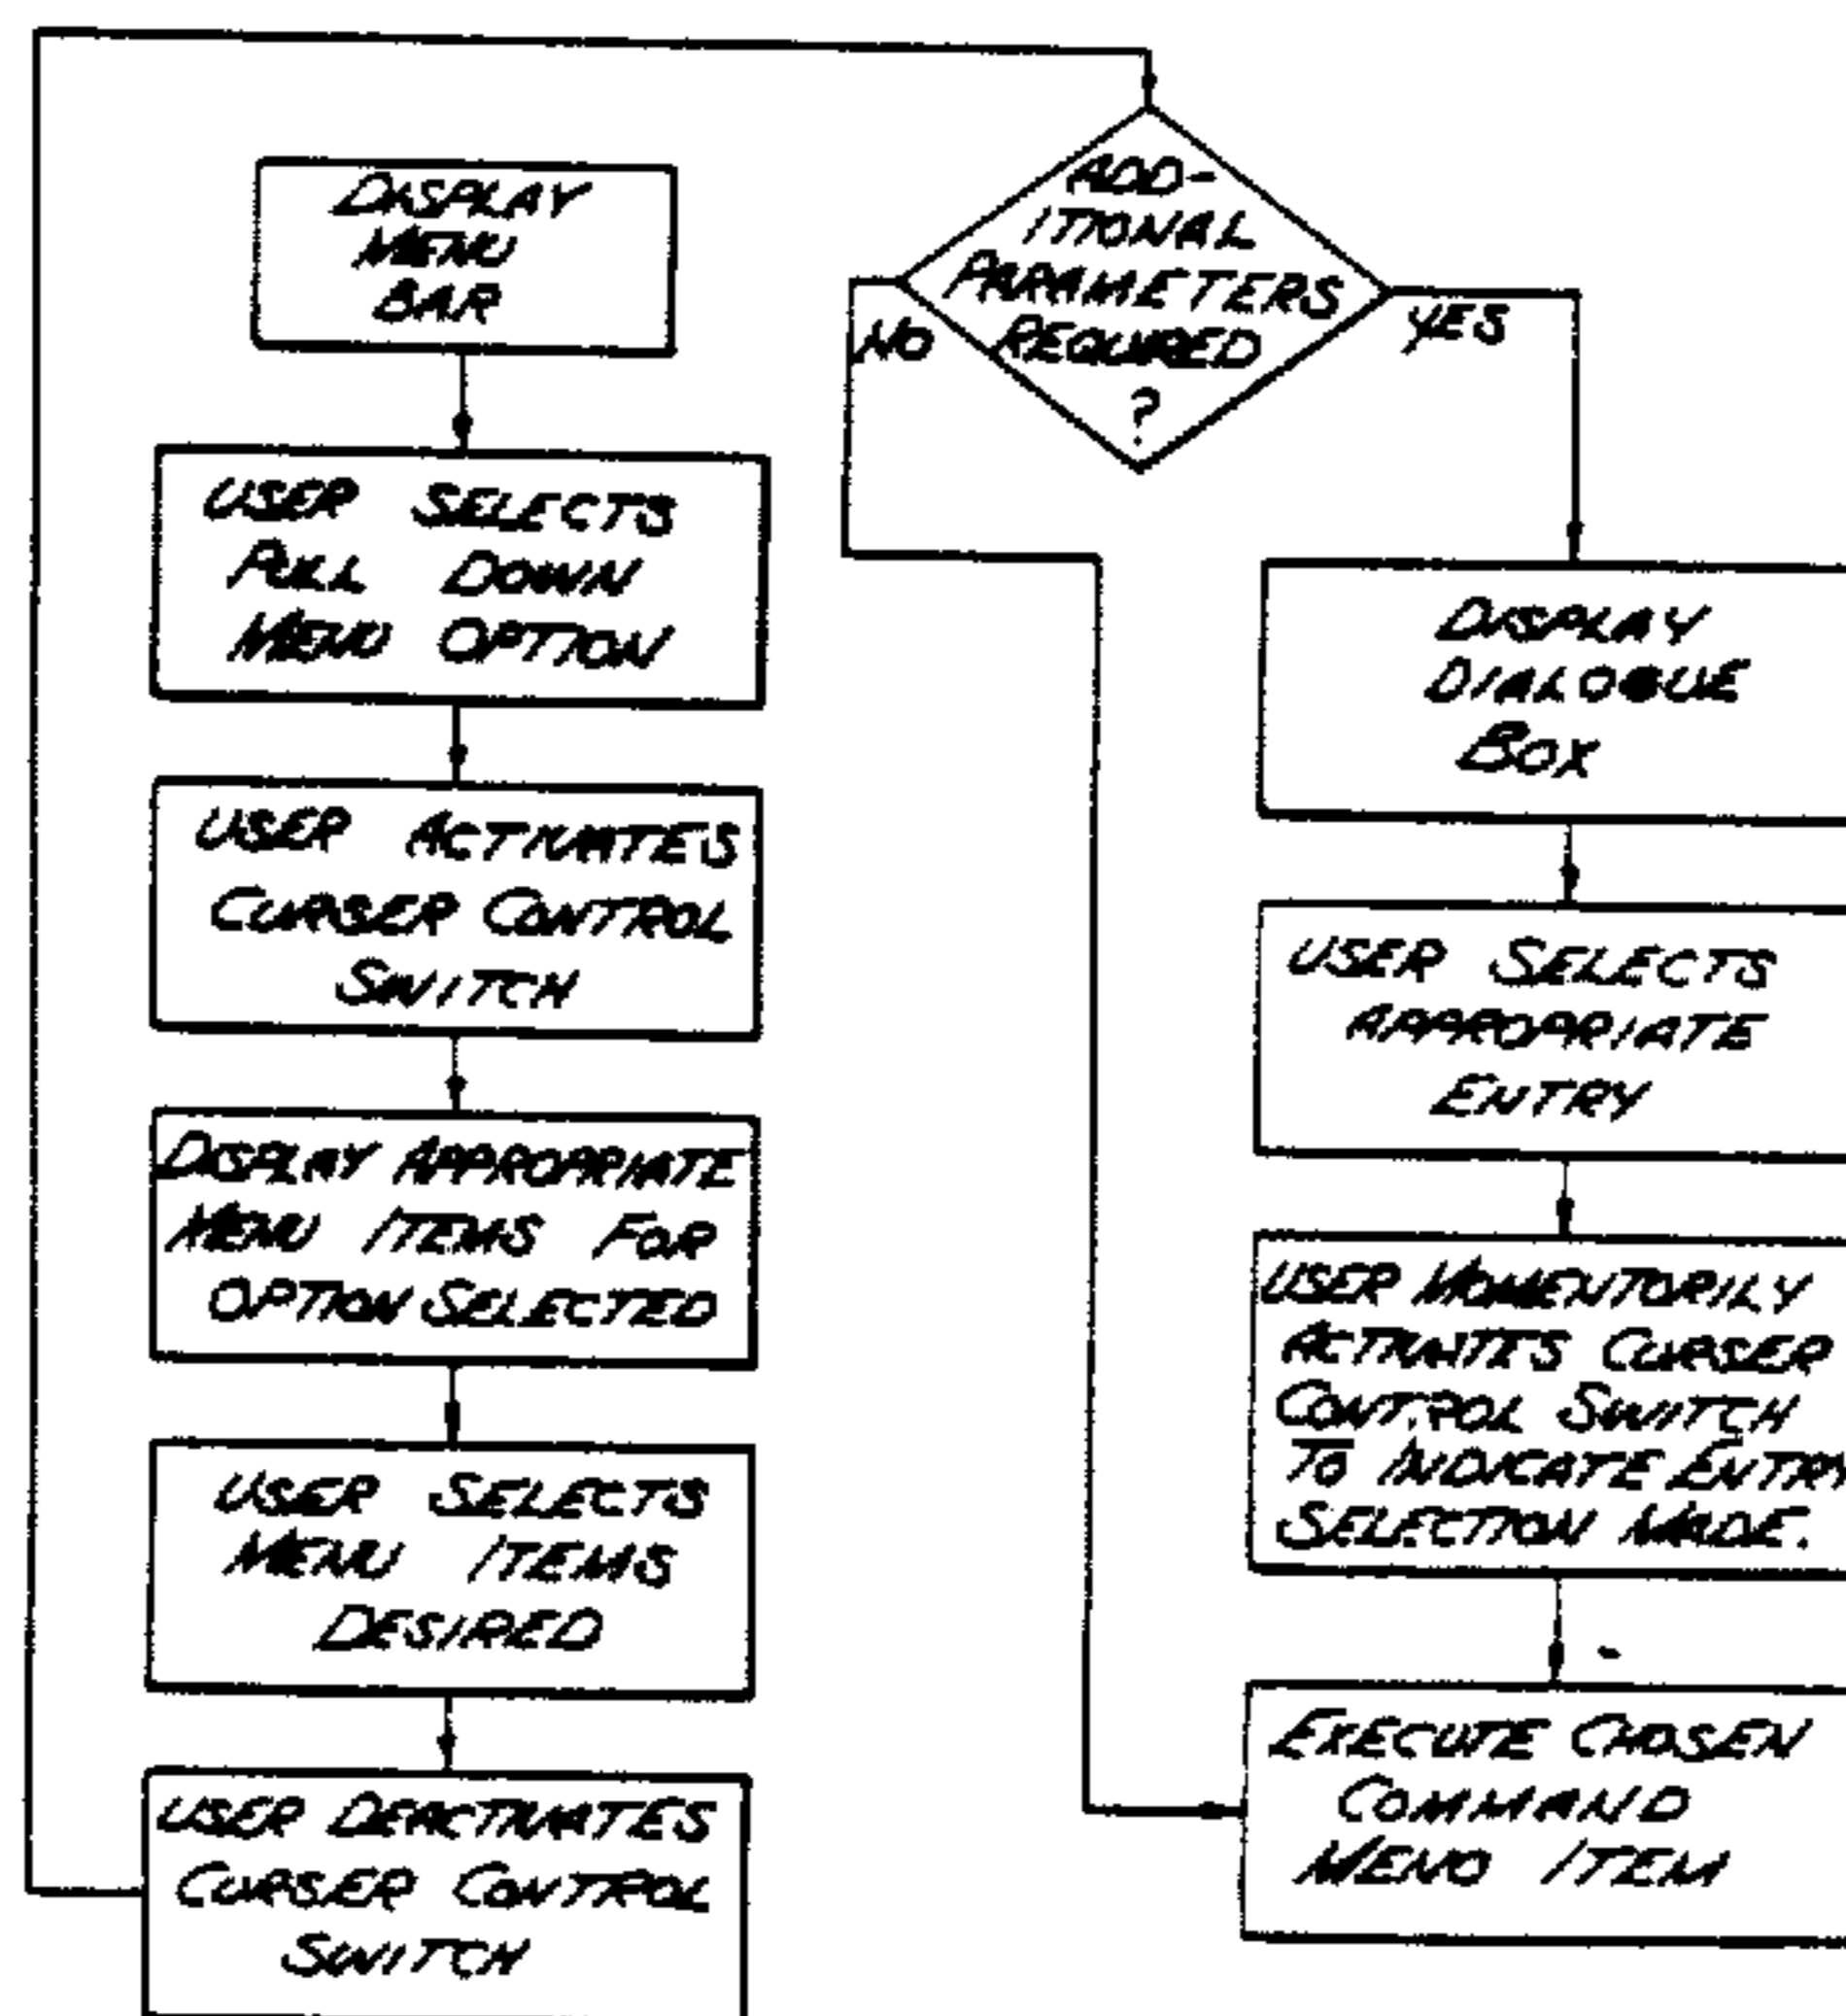 DISPLAY
MENU
BAR
USER SELECTS
PULL DOWN
MENU OPTION
USER ACTIVATES
CURSER CONTROL
SWITCH
DISPLAY APPROPRIATE
MENU ITEMS FOR
OPTION SELECTED
USER SELECTS
MENU ITEMS
DESIRED
USER DEACTIVATES
CURSER CONTROL
SWITCH
ADD-
ITIONAL
PARAMETERS
REQUIRED
?
NO
YES
DISPLAY
DIALOGUE
BOX
USER SELECTS
APPROPRIATE
ENTRY
USER MOMENTORILY
ACTIVATES CURSER
CONTROL SWITCH
TO INDICATE ENTRY
SELECTION MADE.
EXECUTE CHOSEN
COMMAND
MENU ITEM